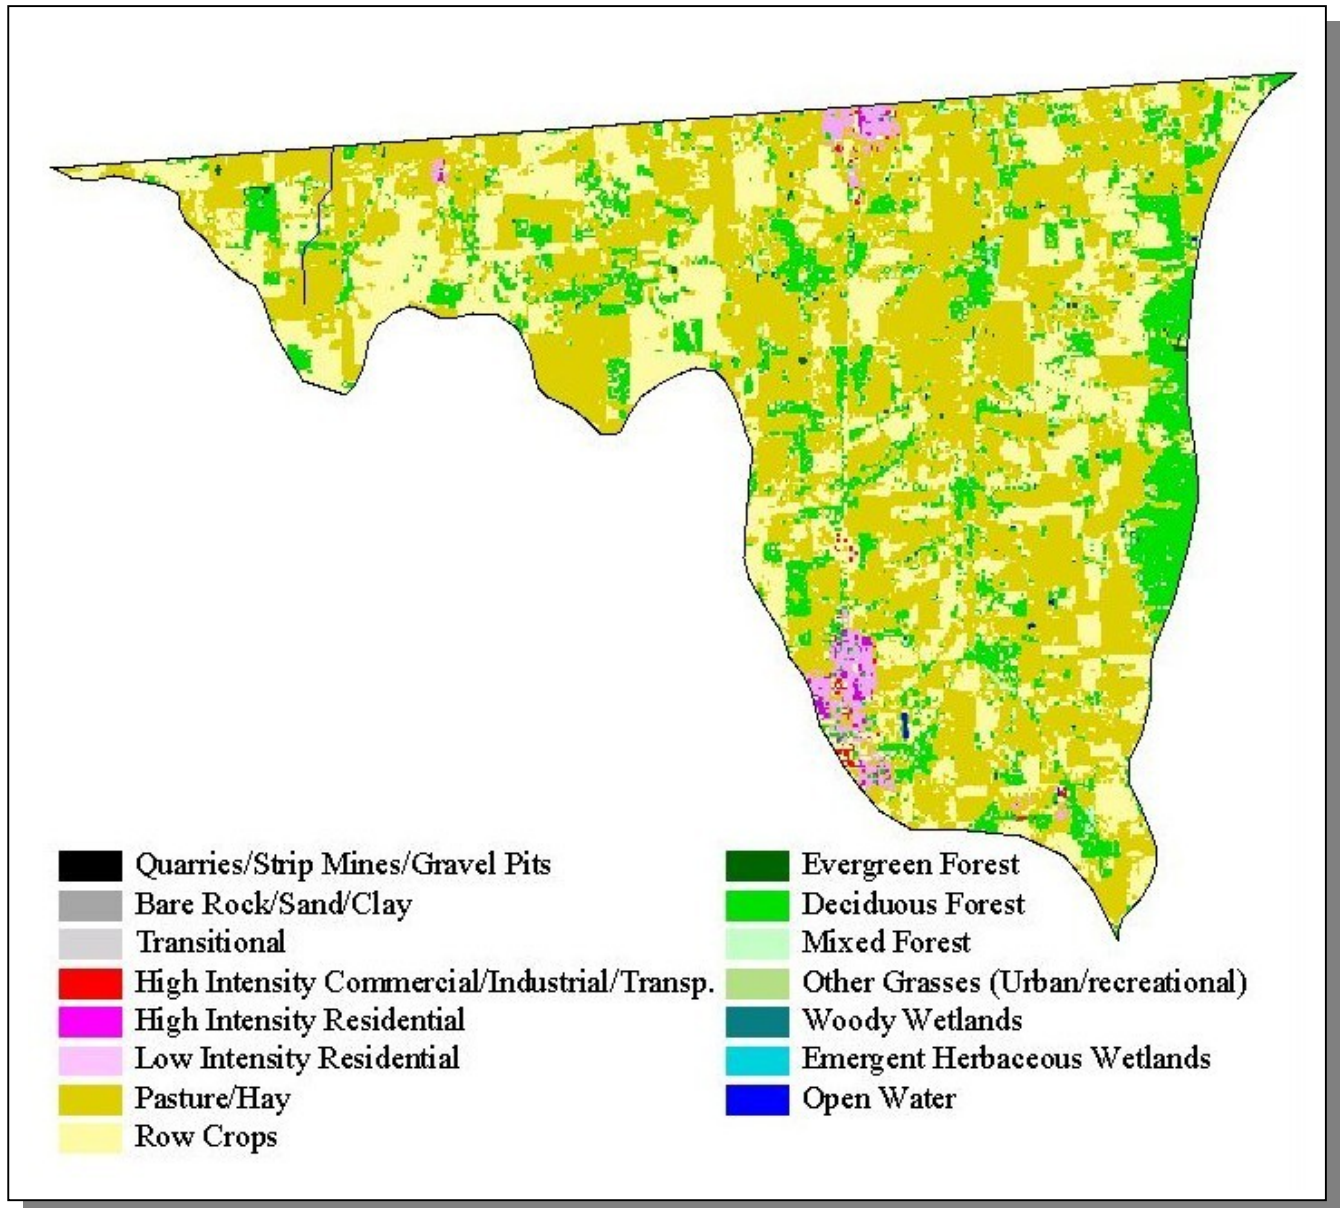 Quarries/Strip Mines/Gravel Pits
Bare Rock/Sand/Clay
Transitional
High Intensity Commercial/Industrial/Transp.
High Intensity Residential
Low Intensity Residential
Pasture/Hay
Row Crops
Evergreen Forest
Deciduous Forest
Mixed Forest
Other Grasses (Urban/recreational)
Woody Wetlands
Emergent Herbaceous Wetlands
Open Water